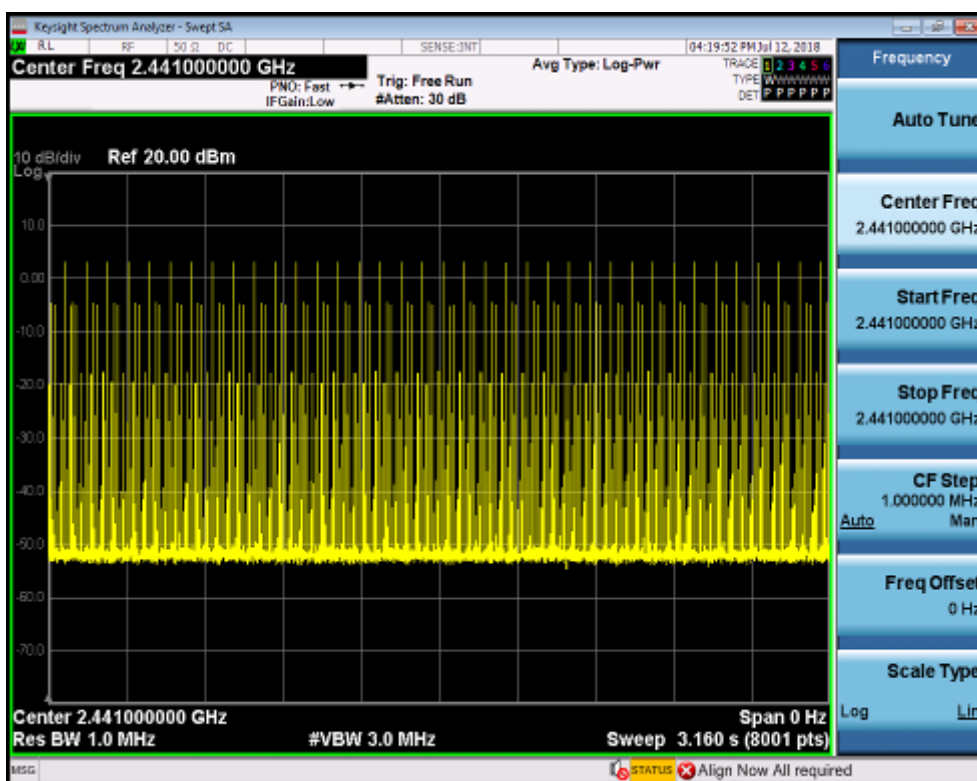 Keysight Spectrum Analyzer - Swept SA
RL RF 50 Ω DC SENSE:INT 04:19:52 PM Jul 12, 2018
Center Freq 2.441000000 GHz
PNO: Fast
IFGain:Low
Trig: Free Run
#Atten: 30 dB
Avg Type: Log-Pwr
TRACE 1 2 3 4 5 6
TYPE
DET P P P P P P
10 dB/div Ref 20.00 dBm
Log
10.0
0.00
-10.0
-20.0
-30.0
-40.0
-50.0
-60.0
-70.0
Center 2.441000000 GHz Span 0 Hz
Res BW 1.0 MHz #VBW 3.0 MHz Sweep 3.160 s (8001 pts)
MSG STATUS Align Now All required
Frequency
Auto Tune
Center Freq
2.441000000 GHz
Start Freq
2.441000000 GHz
Stop Freq
2.441000000 GHz
CF Step
1.000000 MHz
Auto Man
Freq Offset
0 Hz
Scale Type
Log Lin